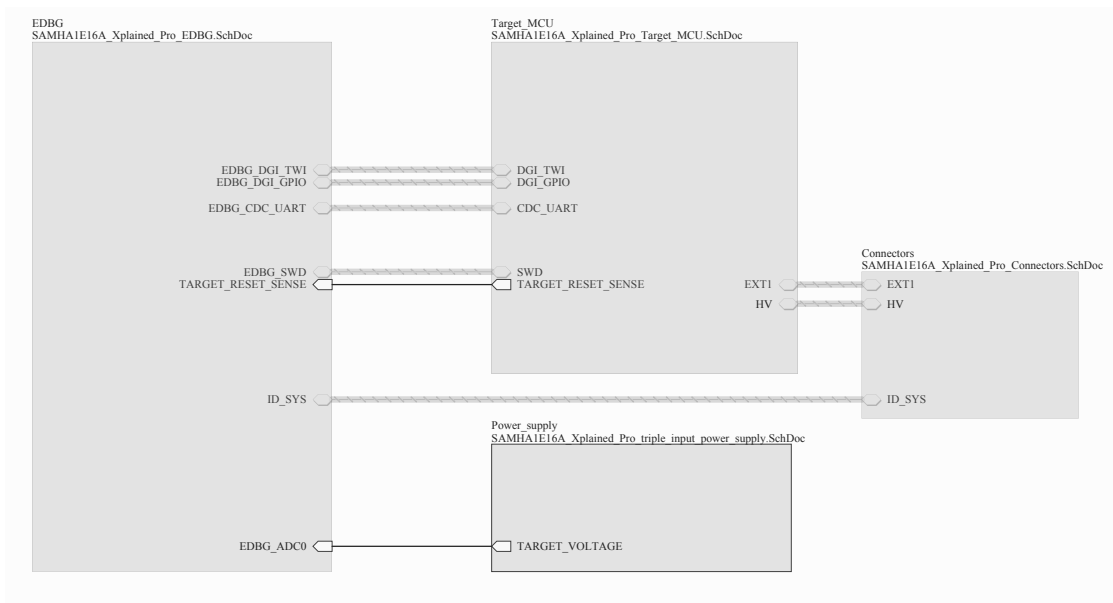 EDBG
SAMHA1E16A_Xplained_Pro_EDBG.SchDoc
EDBG_DGI_TWI
EDBG_DGI_GPIO
EDBG_CDC_UART
EDBG_SWD
TARGET_RESET_SENSE
ID_SYS
EDBG_ADC0
Target_MCU
SAMHA1E16A_Xplained_Pro_Target_MCU.SchDoc
DGI_TWI
DGI_GPIO
CDC_UART
SWD
TARGET_RESET_SENSE
EXT1
HV
Connectors
SAMHA1E16A_Xplained_Pro_Connectors.SchDoc
EXT1
HV
ID_SYS
Power_supply
SAMHA1E16A_Xplained_Pro_triple_input_power_supply.SchDoc
TARGET_VOLTAGE